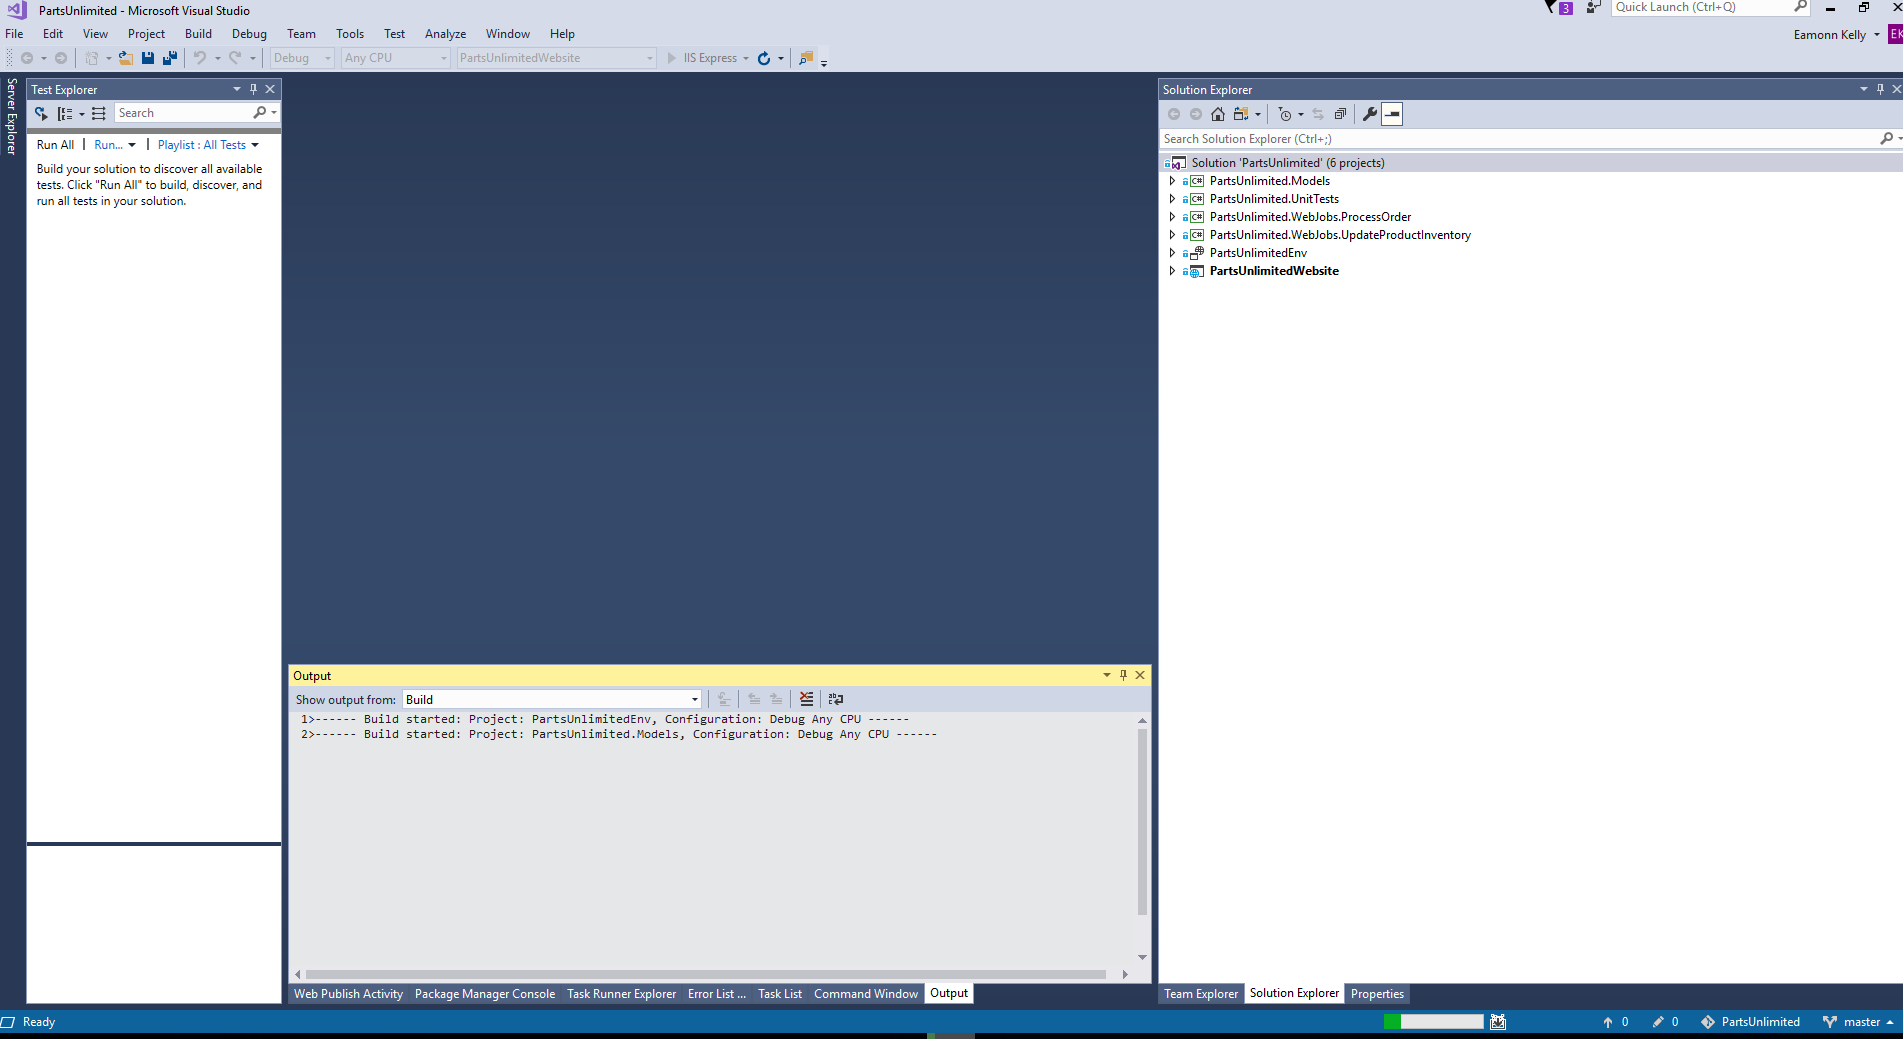 PartsUnlimited - Microsoft Visual Studio
3
Quick Launch (Ctrl+Q)
File Edit View Project Build Debug Team Tools Test Analyze Window Help
Eamonn Kelly
EK
Debug Any CPU PartsUnlimitedWebsite IIS Express
Server Explorer
Test Explorer
Search
Run All | Run... | Playlist : All Tests
Build your solution to discover all available
tests. Click "Run All" to build, discover, and
run all tests in your solution.
Output
Show output from: Build
1>------ Build started: Project: PartsUnlimitedEnv, Configuration: Debug Any CPU ------
2>------ Build started: Project: PartsUnlimited.Models, Configuration: Debug Any CPU ------
Web Publish Activity Package Manager Console Task Runner Explorer Error List ... Task List Command Window Output
Solution Explorer
Search Solution Explorer (Ctrl+;)
Solution 'PartsUnlimited' (6 projects)
C# PartsUnlimited.Models
C# PartsUnlimited.UnitTests
C# PartsUnlimited.WebJobs.ProcessOrder
C# PartsUnlimited.WebJobs.UpdateProductInventory
PartsUnlimitedEnv
PartsUnlimitedWebsite
Team Explorer Solution Explorer Properties
Ready
0 0 PartsUnlimited master